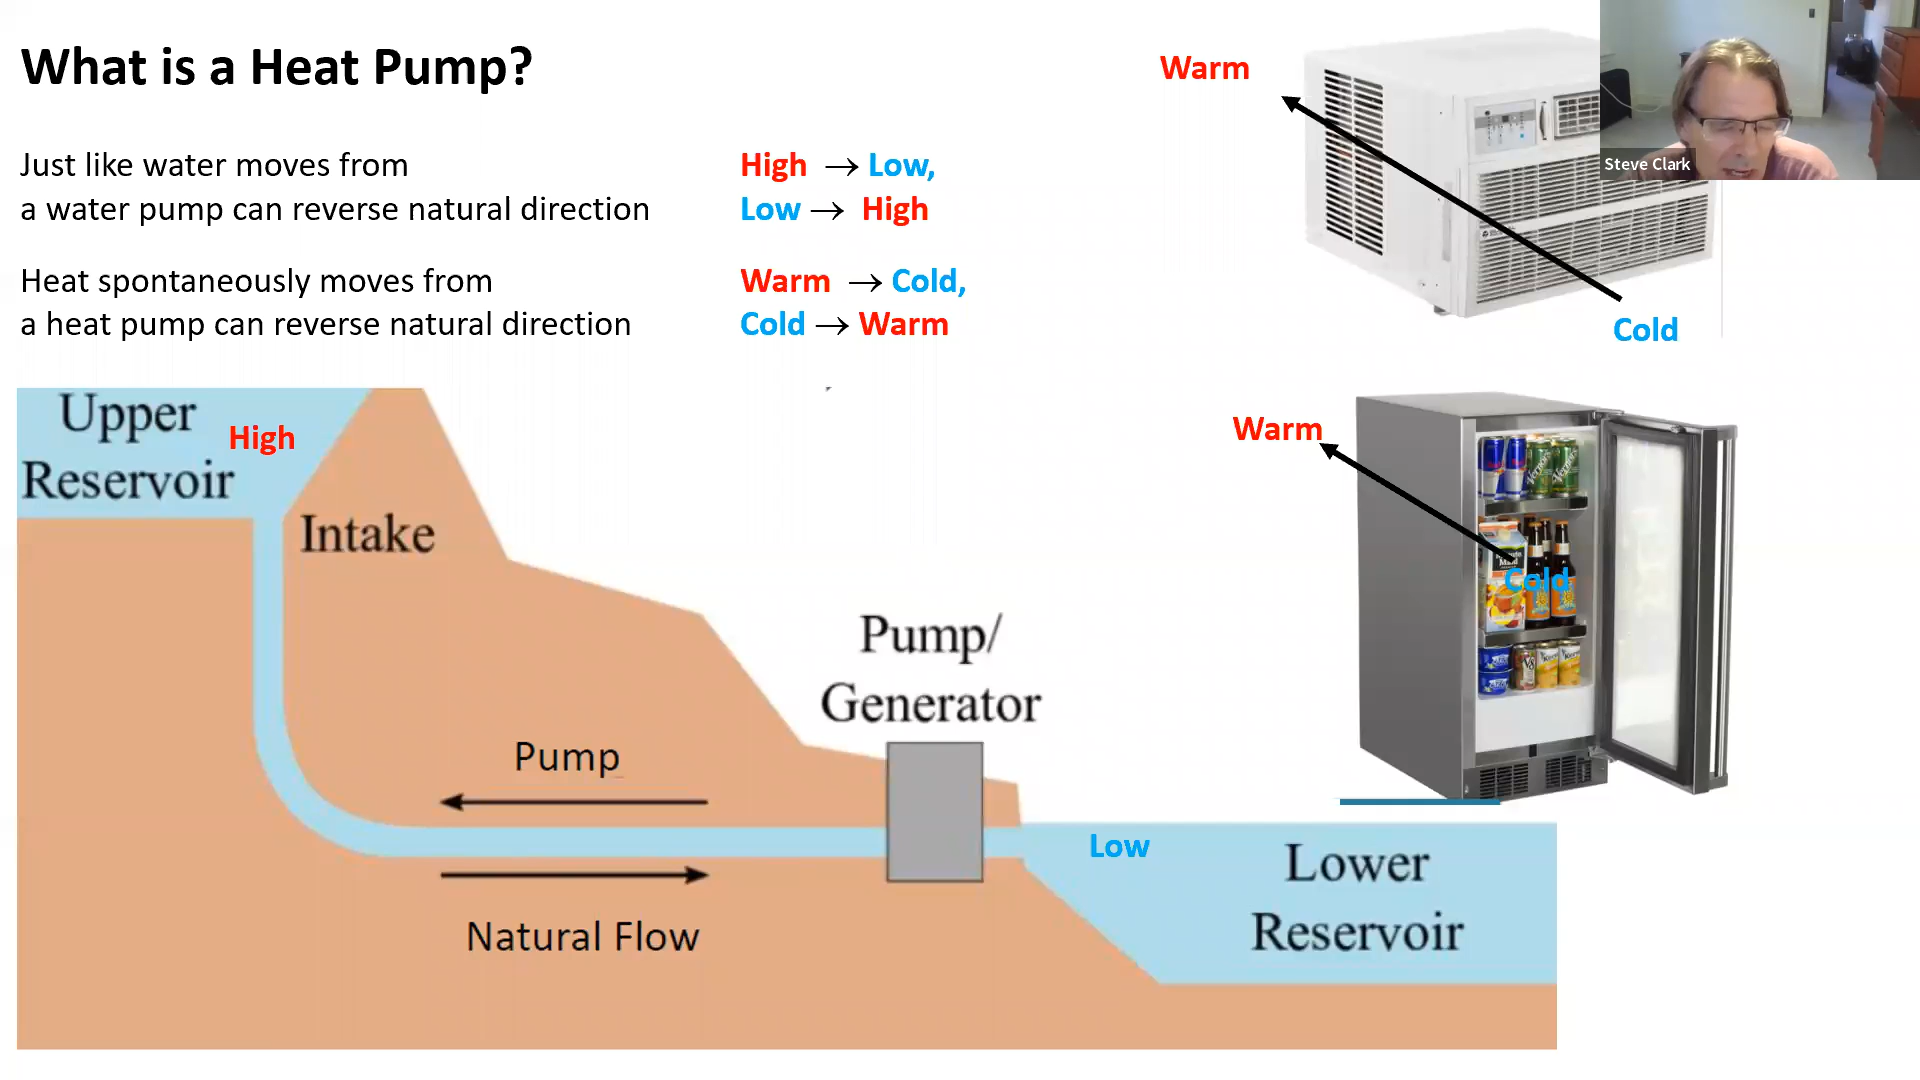 What is a Heat Pump?
Just like water moves from High → Low,
a water pump can reverse natural direction Low → High
Heat spontaneously moves from Warm → Cold,
a heat pump can reverse natural direction Cold → Warm
Warm
Steve Clark
Cold
Upper
Reservoir
High
Intake
Warm
Cold
Pump/
Generator
Pump
Natural Flow
Low
Lower
Reservoir